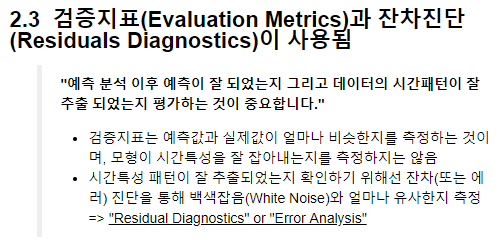 2.3 검증지표(Evaluation Metrics)과 잔차진단
(Residuals Diagnostics)이 사용됨
"예측 분석 이후 예측이 잘 되었는지 그리고 데이터의 시간패턴이 잘
추출 되었는지 평가하는 것이 중요합니다."
• 검증지표는 예측값과 실제값이 얼마나 비슷한지를 측정하는 것이
며, 모형이 시간특성을 잘 잡아내는지를 측정하지는 않음
• 시간특성 패턴이 잘 추출되었는지 확인하기 위해선 잔차(또는 에
러) 진단을 통해 백색잡음(White Noise)와 얼마나 유사한지 측정
=> "Residual Diagnostics" or "Error Analysis"